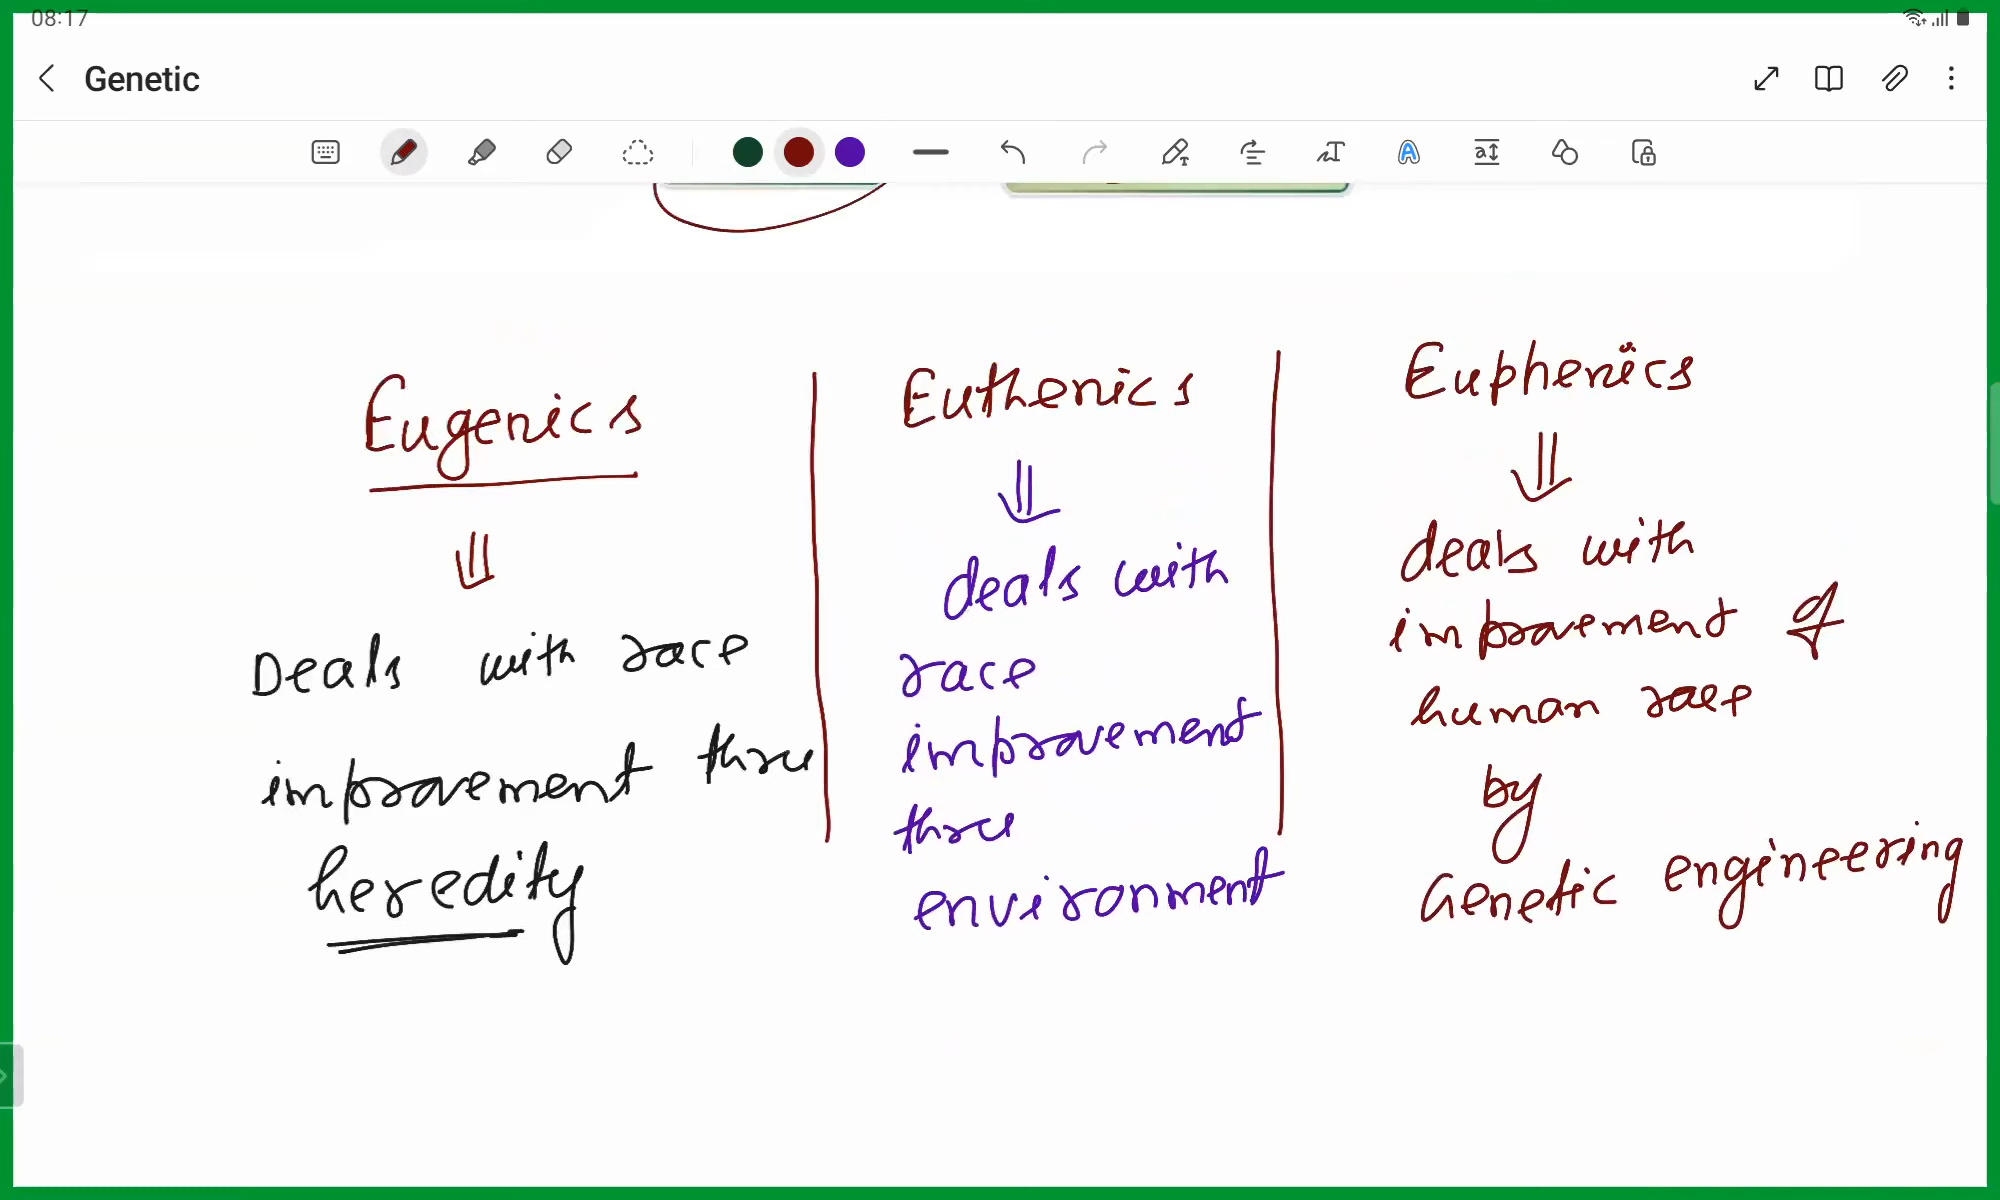 08:17
Genetic
Eugenics
Deals with race
improvement thru
heredity
Euthenics
deals with
race
improvement
thru
environment
Euphenics
deals with
improvement of
human race
by
Genetic engineering